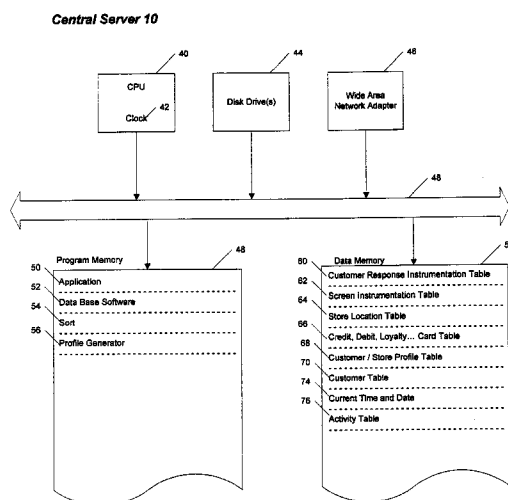 Central Server 10
40
44
46
CPU
Clock
42
Disk Drive(s)
Wide Area
Network Adapter
48
Program Memory
48
50
Application
52
Data Base Software
54
Sort
56
Profile Generator
Data Memory
5
60
Customer Response Instrumentation Table
62
Screen Instrumentation Table
64
Store Location Table
66
Credit, Debit, Loyalty... Card Table
68
Customer / Store Profile Table
70
Customer Table
74
Current Time and Date
76
Activity Table